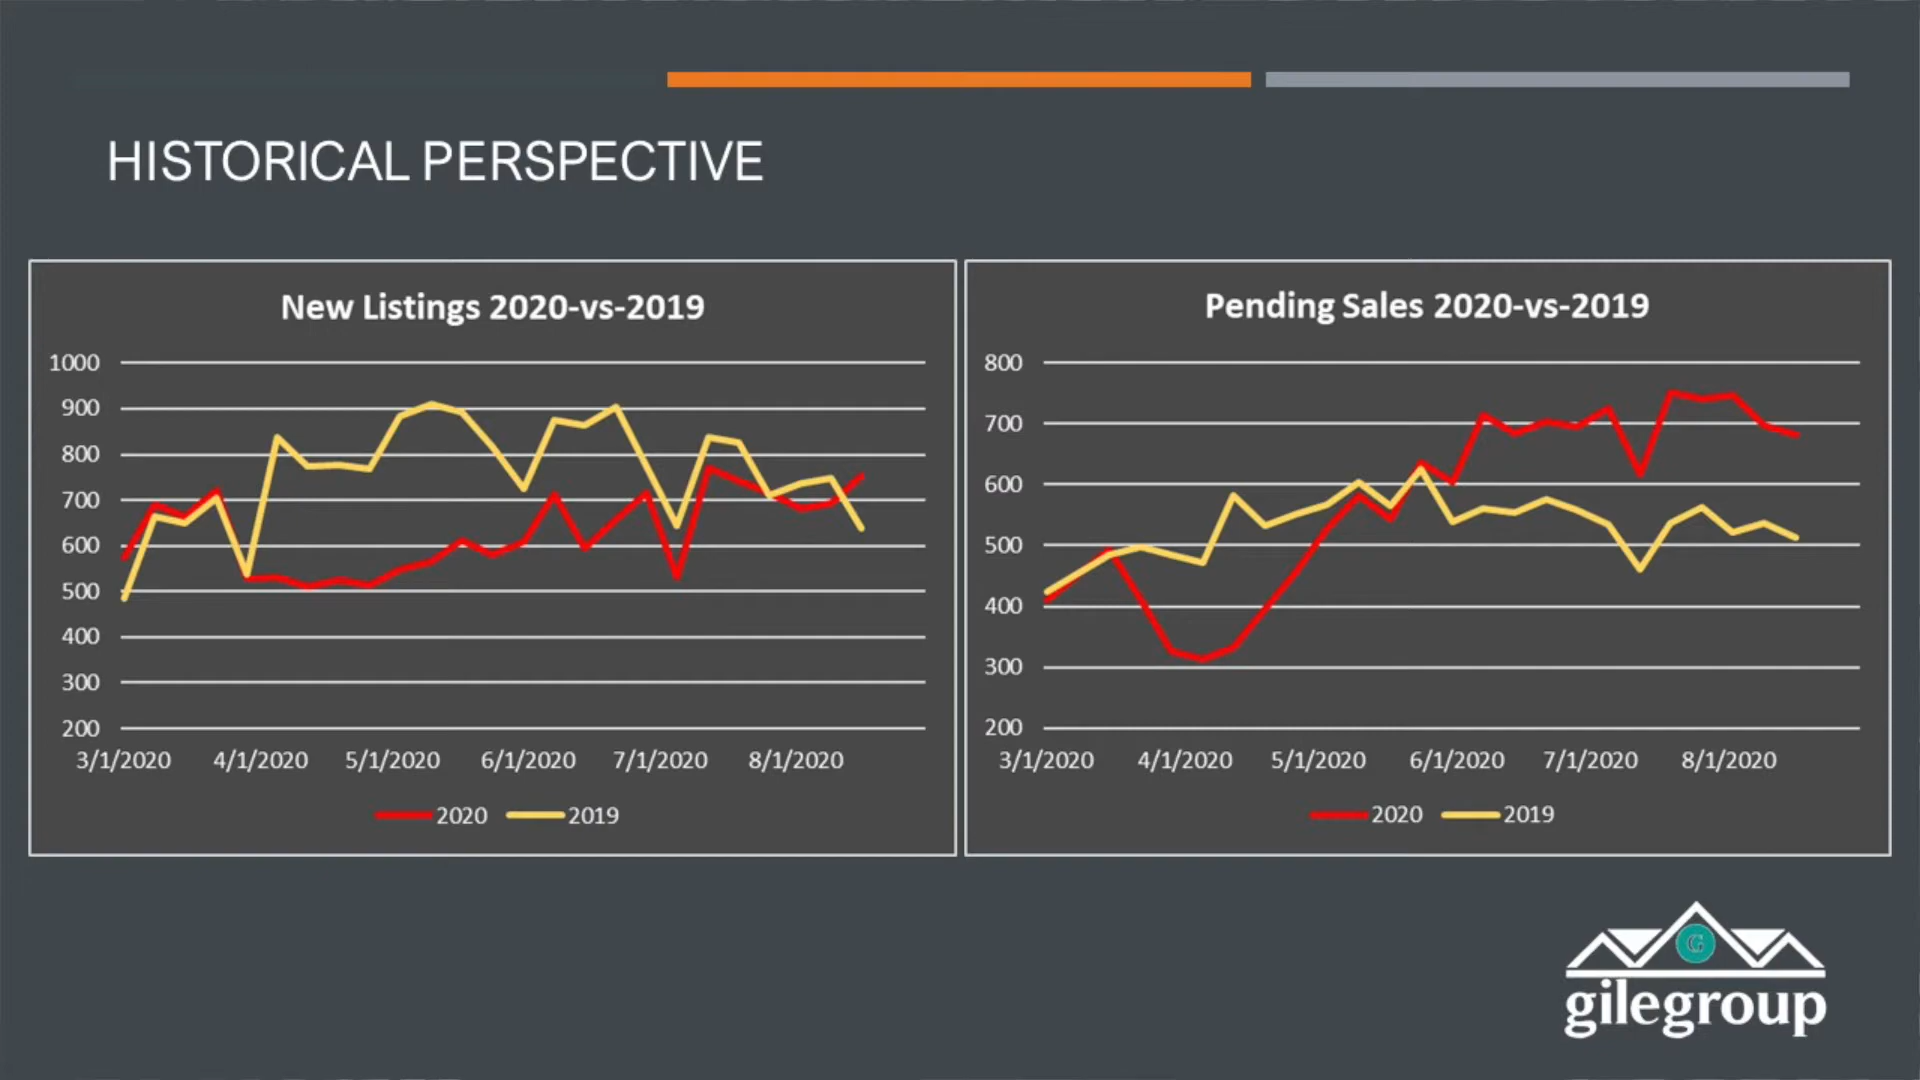 HISTORICAL PERSPECTIVE
New Listings 2020-vs-2019
1000
900
800
700
600
500
400
300
200
3/1/2020 4/1/2020 5/1/2020 6/1/2020 7/1/2020 8/1/2020
2020 2019
Pending Sales 2020-vs-2019
800
700
600
500
400
300
200
3/1/2020 4/1/2020 5/1/2020 6/1/2020 7/1/2020 8/1/2020
2020 2019
G
gilegroup